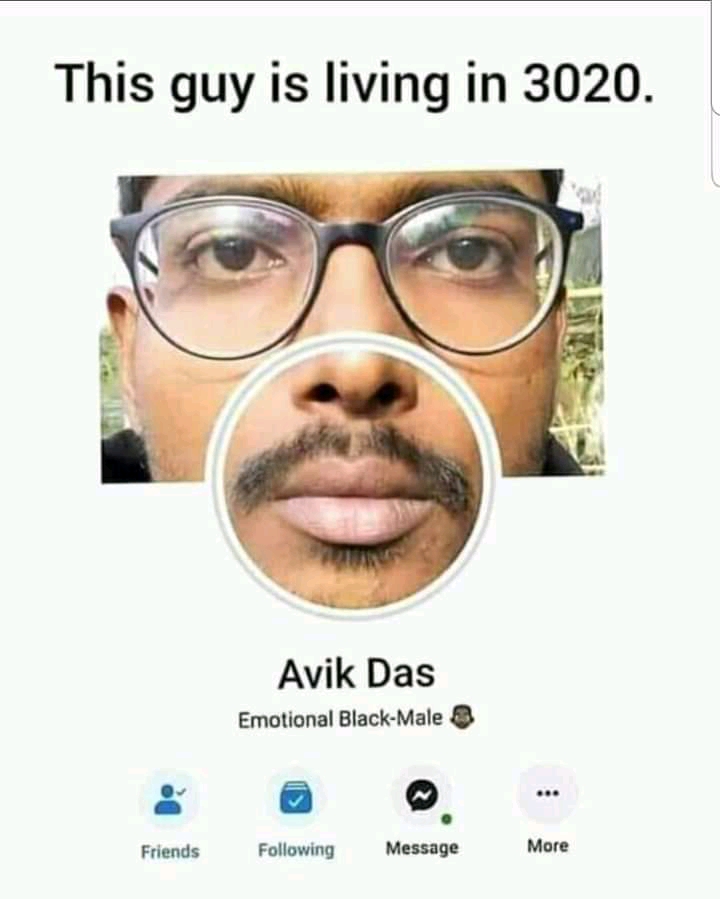 This guy is living in 3020.
Avik Das
Emotional Black-Male
Friends Following Message More